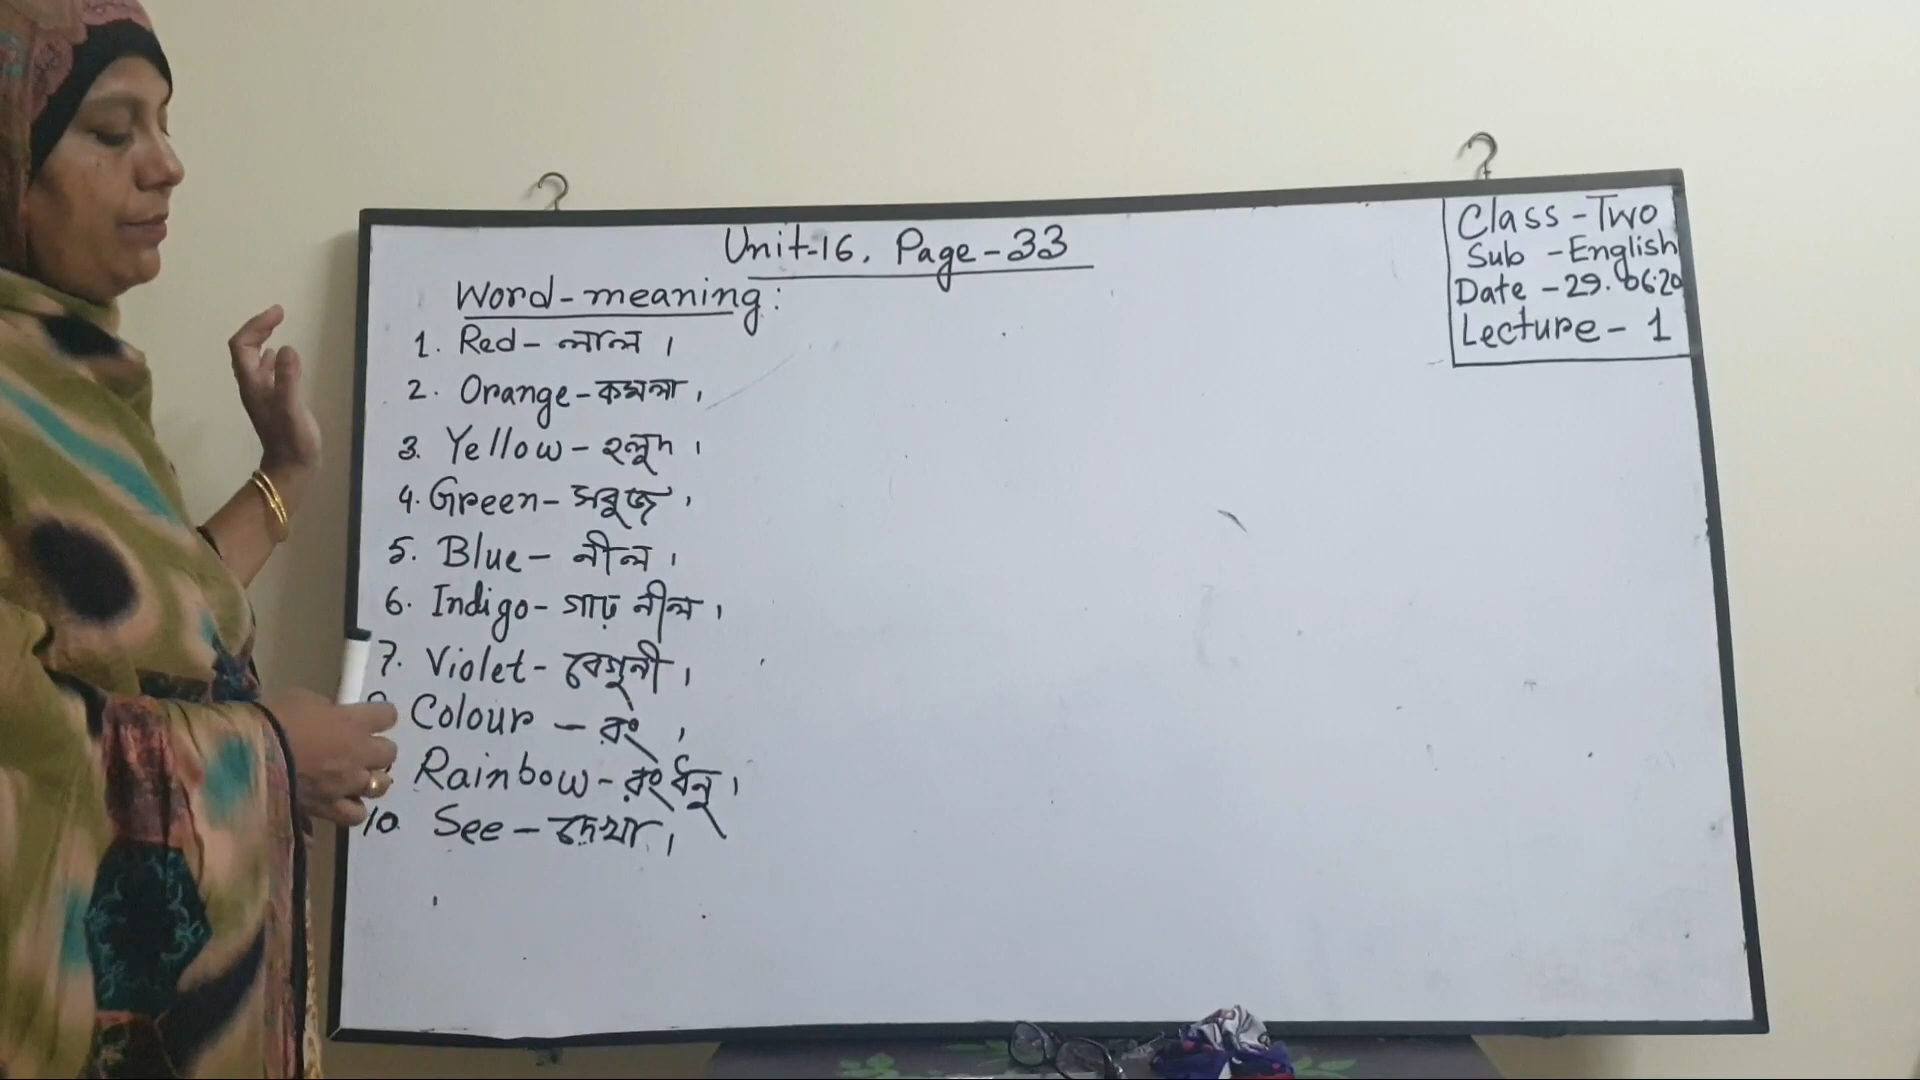 Unit-16. Page-33
Class-Two
Sub-English
Date-29.06.20
Lecture-1
Word-meaning:
1. Red-লাল।
2. Orange-কমলা।
3. Yellow-হলুদ।
4. Green-সবুজ।
5. Blue-নীল।
6. Indigo-গাঢ় নীল।
7. Violet-বেগুনী।
Colour-রং।
Rainbow-রংধনু।
10. See-দেখা।